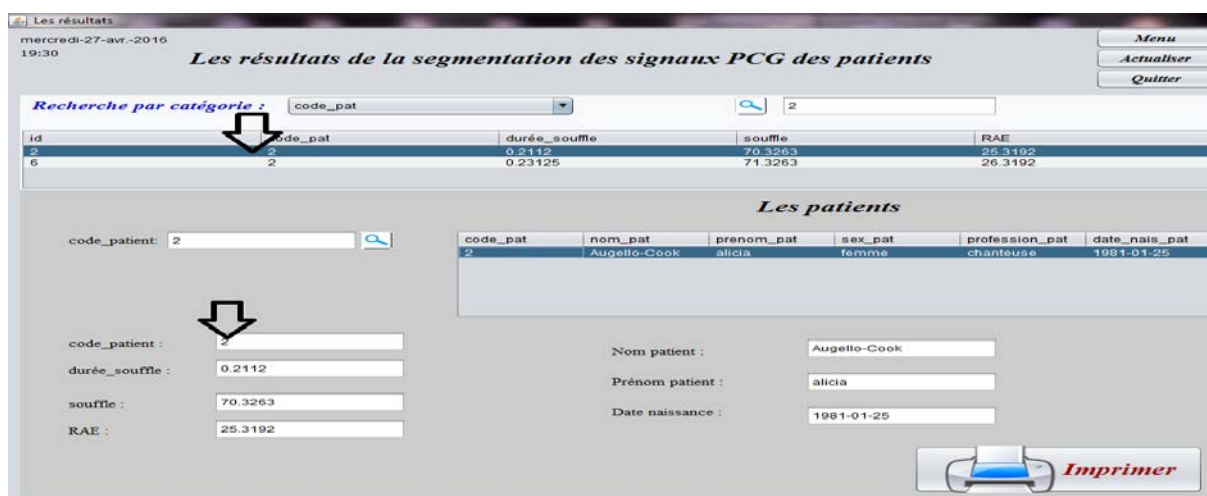 Les résultats
mercredi-27-avr.-2016
19:30
Les résultats de la segmentation des signaux PCG des patients
Menu
Actualiser
Quitter
Recherche par catégorie : code_pat 2
id code_pat durée_souffle souffle RAE
2 2 0.2112 70.3263 25.3192
6 2 0.23125 71.3263 26.3192
Les patients
code_patient: 2
code_pat nom_pat prenom_pat sex_pat profession_pat date_nais_pat
2 Augello-Cook alicia femme chanteuse 1981-01-25
code_patient : 2
durée_souffle : 0.2112
souffle : 70.3263
RAE : 25.3192
Nom patient : Augello-Cook
Prénom patient : alicia
Date naissance : 1981-01-25
Imprimer